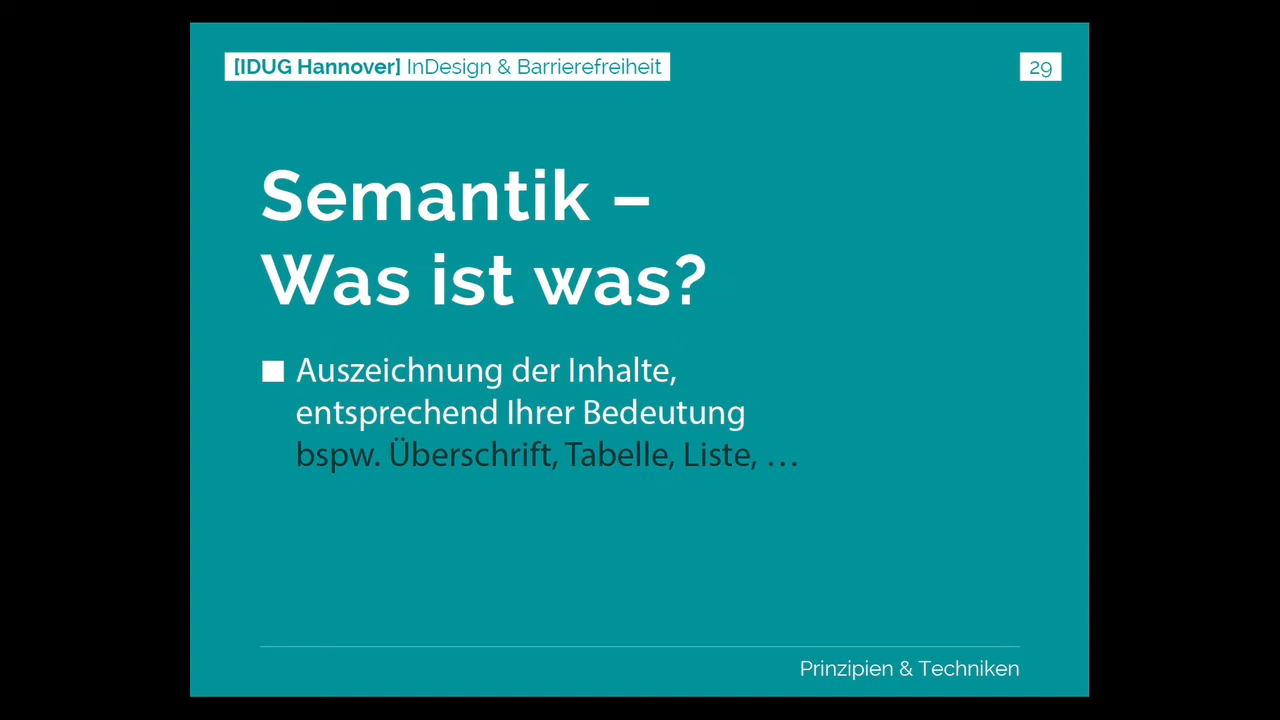 [IDUG Hannover] InDesign & Barrierefreiheit
29
Semantik –
Was ist was?
■ Auszeichnung der Inhalte,
entsprechend Ihrer Bedeutung
bspw. Überschrift, Tabelle, Liste, …
Prinzipien & Techniken